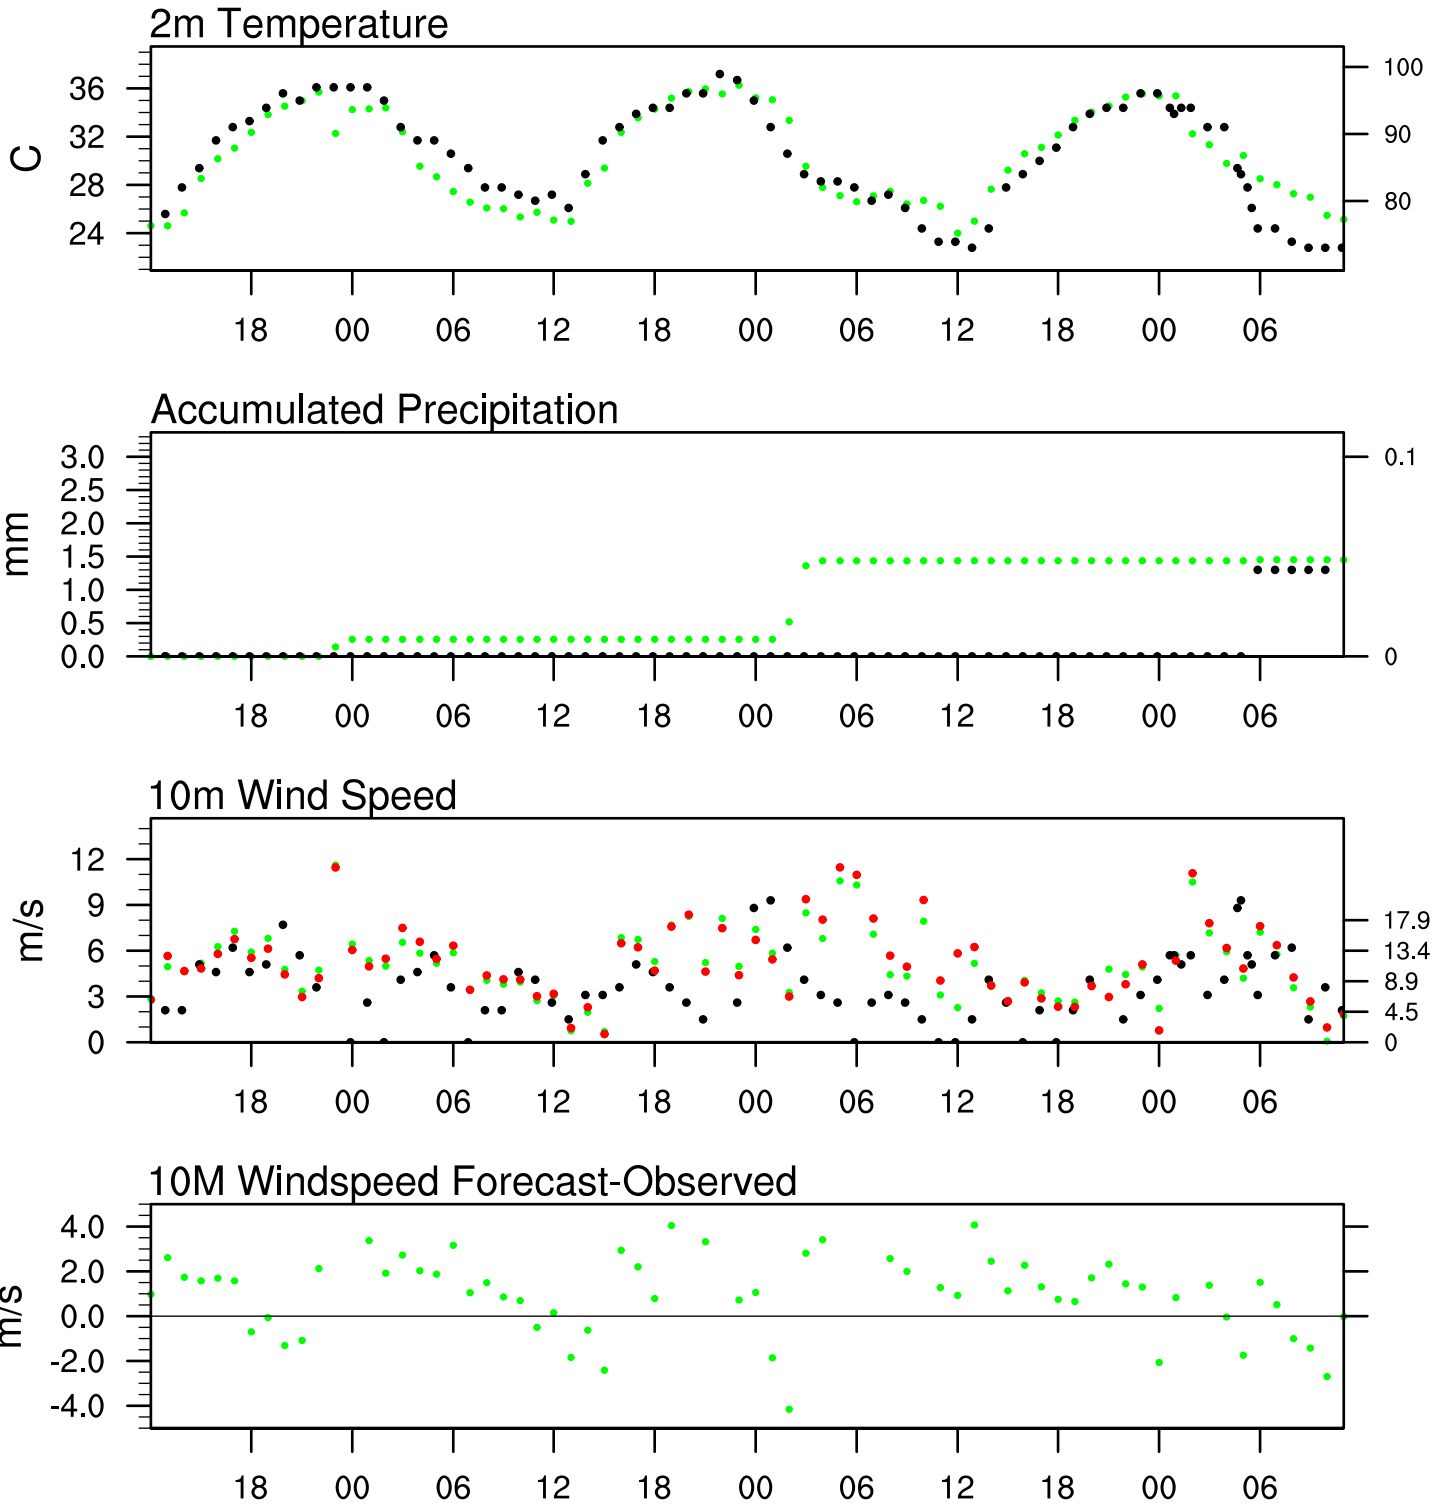 2m Temperature
36
32
28
24
C
100
90
80
18 00 06 12 18 00 06 12 18 00 06
Accumulated Precipitation
3.0
2.5
2.0
1.5
1.0
0.5
0.0
mm
0.1
0
18 00 06 12 18 00 06 12 18 00 06
10m Wind Speed
12
9
6
3
0
m/s
17.9
13.4
8.9
4.5
0
18 00 06 12 18 00 06 12 18 00 06
10M Windspeed Forecast-Observed
4.0
2.0
0.0
-2.0
-4.0
m/s
18 00 06 12 18 00 06 12 18 00 06